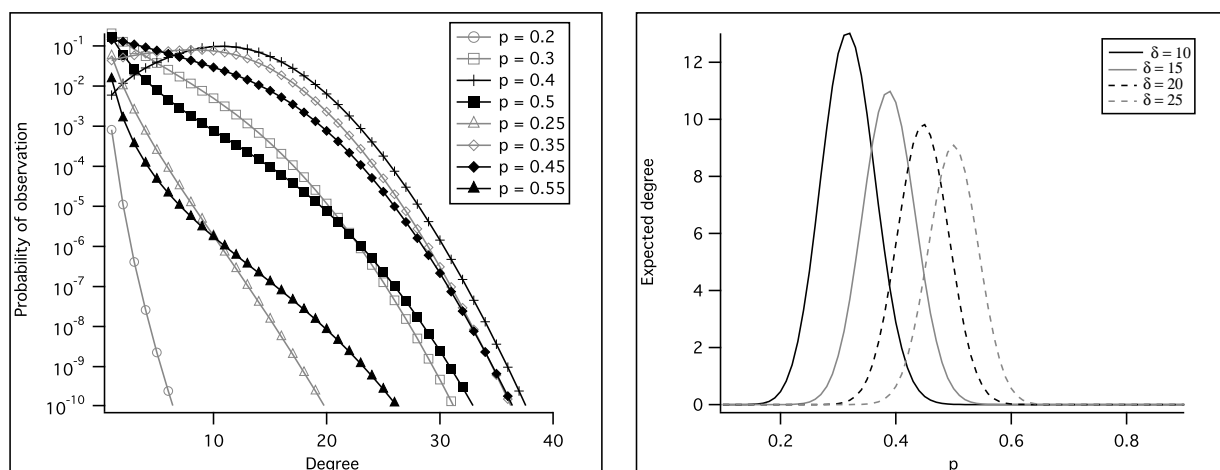 10⁻¹
10⁻²
10⁻³
10⁻⁴
10⁻⁵
10⁻⁶
10⁻⁷
10⁻⁸
10⁻⁹
10⁻¹⁰
Probability of observation
10
20
30
40
Degree
p = 0.2
p = 0.3
p = 0.4
p = 0.5
p = 0.25
p = 0.35
p = 0.45
p = 0.55
12
10
8
6
4
2
0
Expected degree
0.2
0.4
0.6
0.8
p
δ = 10
δ = 15
δ = 20
δ = 25